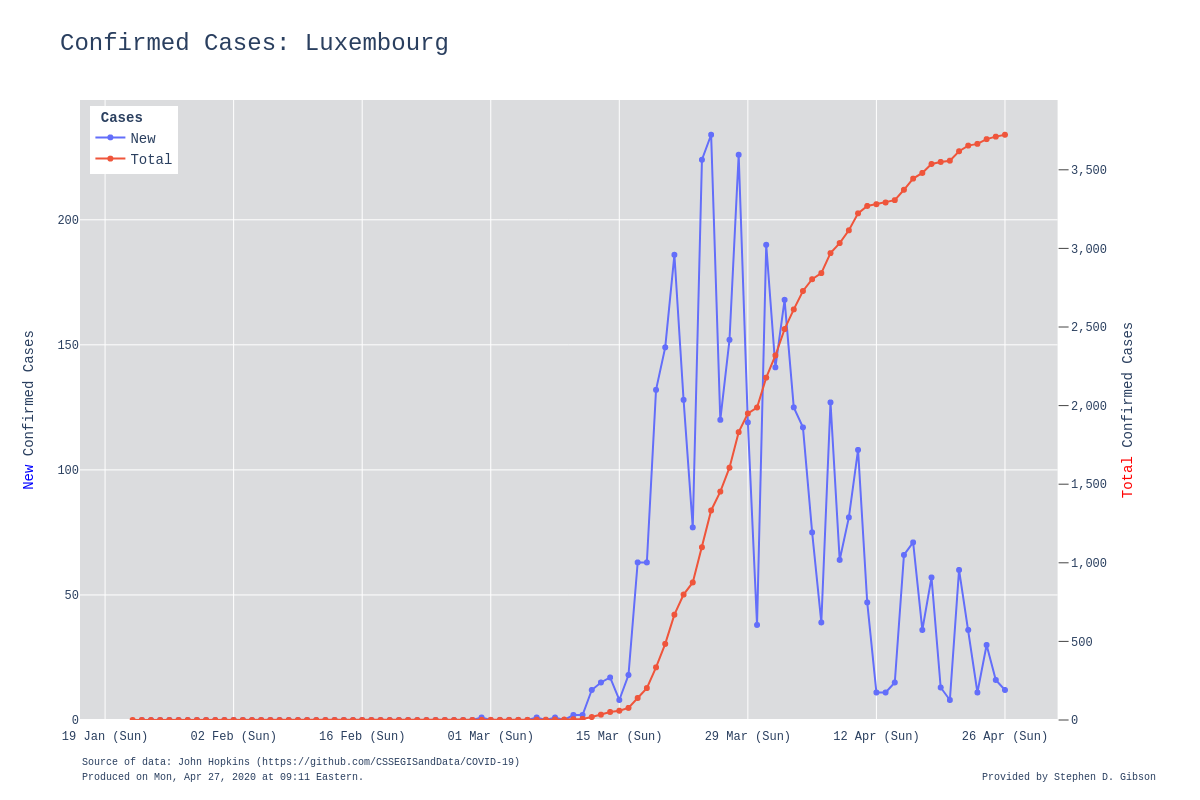 Confirmed Cases: Luxembourg
Cases
New
Total
200
150
100
50
0
3,500
3,000
2,500
2,000
1,500
1,000
500
0
New Confirmed Cases
Total Confirmed Cases
19 Jan (Sun)
02 Feb (Sun)
16 Feb (Sun)
01 Mar (Sun)
15 Mar (Sun)
29 Mar (Sun)
12 Apr (Sun)
26 Apr (Sun)
Source of data: John Hopkins (https://github.com/CSSEGISandData/COVID-19)
Produced on Mon, Apr 27, 2020 at 09:11 Eastern.
Provided by Stephen D. Gibson